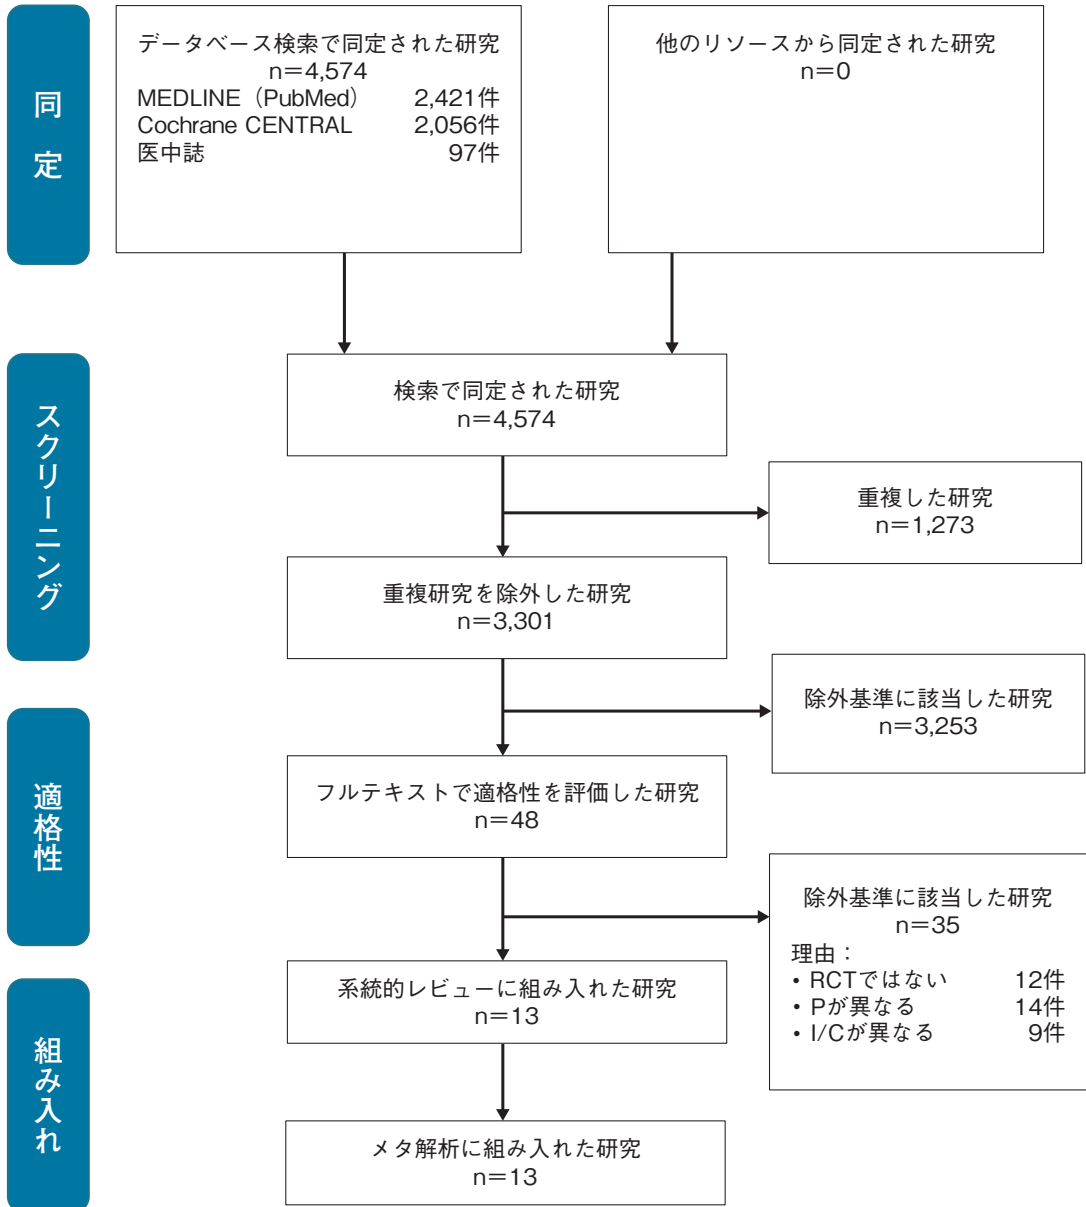 同定
データベース検索で同定された研究
n＝4,574
MEDLINE（PubMed） 2,421件
Cochrane CENTRAL 2,056件
医中誌 97件
他のリソースから同定された研究
n＝0
スクリーニング
検索で同定された研究
n＝4,574
重複した研究
n＝1,273
重複研究を除外した研究
n＝3,301
除外基準に該当した研究
n＝3,253
適格性
フルテキストで適格性を評価した研究
n＝48
除外基準に該当した研究
n＝35
理由：
・RCTではない 12件
・Pが異なる 14件
・I/Cが異なる 9件
組み入れ
系統的レビューに組み入れた研究
n＝13
メタ解析に組み入れた研究
n＝13